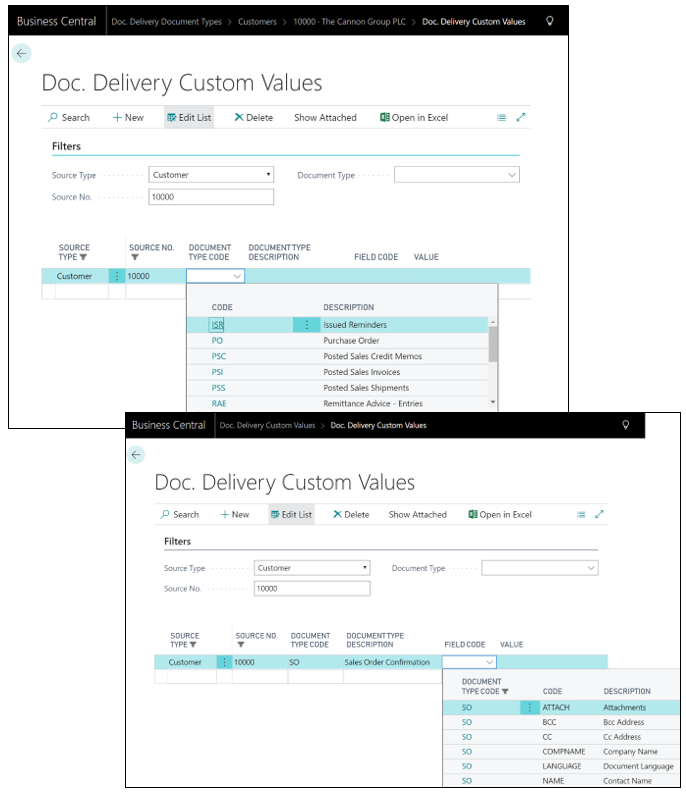 Business Central Doc. Delivery Document Types > Customers > 10000 · The Cannon Group PLC > Doc. Delivery Custom Values
Doc. Delivery Custom Values
Search + New Edit List Delete Show Attached Open in Excel
Filters
Source Type Customer Document Type
Source No. 10000
SOURCE TYPE SOURCE NO. DOCUMENT TYPE CODE DOCUMENT TYPE DESCRIPTION FIELD CODE VALUE
Customer 10000
CODE DESCRIPTION
ISR Issued Reminders
PO Purchase Order
PSC Posted Sales Credit Memos
PSI Posted Sales Invoices
PSS Posted Sales Shipments
RAE Remittance Advice - Entries
Business Central Doc. Delivery Custom Values > Doc. Delivery Custom Values
Doc. Delivery Custom Values
Search + New Edit List Delete Show Attached Open in Excel
Filters
Source Type Customer Document Type
Source No. 10000
SOURCE TYPE SOURCE NO. DOCUMENT TYPE CODE DOCUMENT TYPE DESCRIPTION FIELD CODE VALUE
Customer 10000 SO Sales Order Confirmation
DOCUMENT TYPE CODE CODE DESCRIPTION
SO ATTACH Attachments
SO BCC Bcc Address
SO CC Cc Address
SO COMPNAME Company Name
SO LANGUAGE Document Language
SO NAME Contact Name